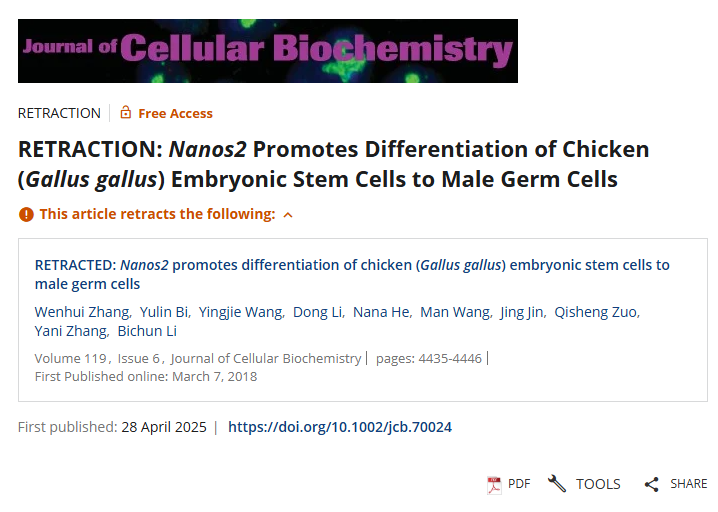 Journal of Cellular Biochemistry
RETRACTION Free Access
RETRACTION: Nanos2 Promotes Differentiation of Chicken
(Gallus gallus) Embryonic Stem Cells to Male Germ Cells
This article retracts the following:
RETRACTED: Nanos2 promotes differentiation of chicken (Gallus gallus) embryonic stem cells to
male germ cells
Wenhui Zhang, Yulin Bi, Yingjie Wang, Dong Li, Nana He, Man Wang, Jing Jin, Qisheng Zuo,
Yani Zhang, Bichun Li
Volume 119, Issue 6, Journal of Cellular Biochemistry | pages: 4435-4446 |
First Published online: March 7, 2018
First published: 28 April 2025 | https://doi.org/10.1002/jcb.70024
PDF TOOLS SHARE